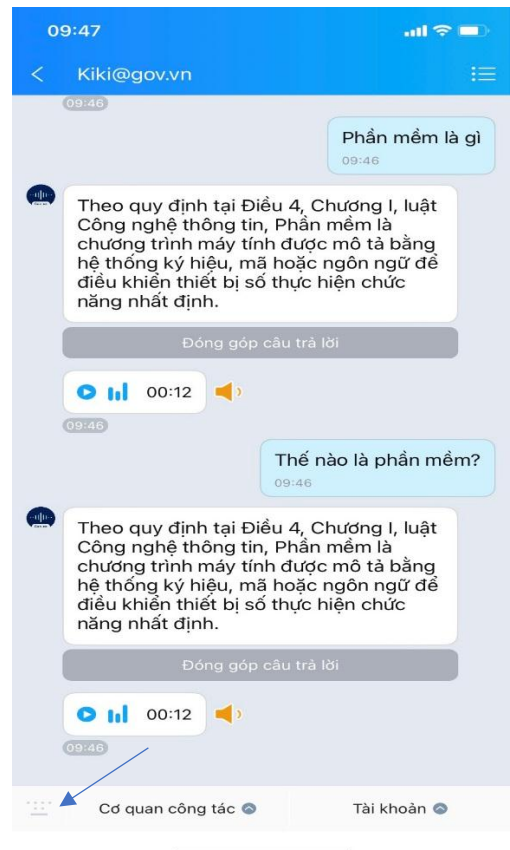 09:47
Kiki@gov.vn
09:46
Phần mềm là gì
09:46
Theo quy định tại Điều 4, Chương I, luật
Công nghệ thông tin, Phần mềm là
chương trình máy tính được mô tả bằng
hệ thống ký hiệu, mã hoặc ngôn ngữ để
điều khiển thiết bị số thực hiện chức
năng nhất định.
Đóng góp câu trả lời
00:12
09:46
Thế nào là phần mềm?
09:46
Theo quy định tại Điều 4, Chương I, luật
Công nghệ thông tin, Phần mềm là
chương trình máy tính được mô tả bằng
hệ thống ký hiệu, mã hoặc ngôn ngữ để
điều khiển thiết bị số thực hiện chức
năng nhất định.
Đóng góp câu trả lời
00:12
09:46
Cơ quan công tác Tài khoản